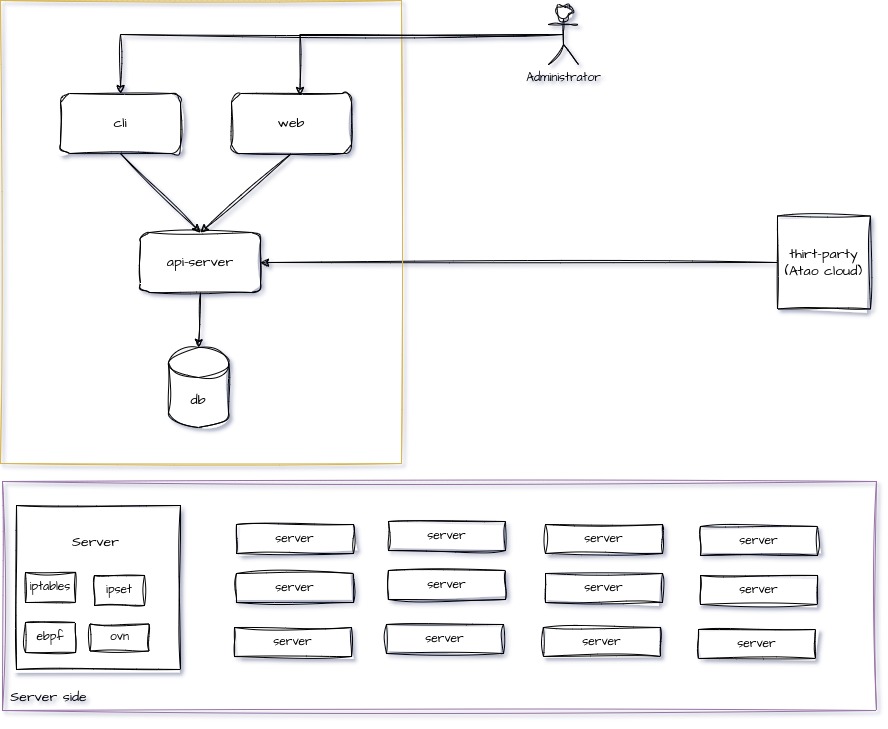 Administrator
cli
web
api-server
thirt-party
(Atao cloud)
db
Server
iptables
ipset
ebpf
ovn
server
server
server
server
server
server
server
server
server
server
server
server
Server side